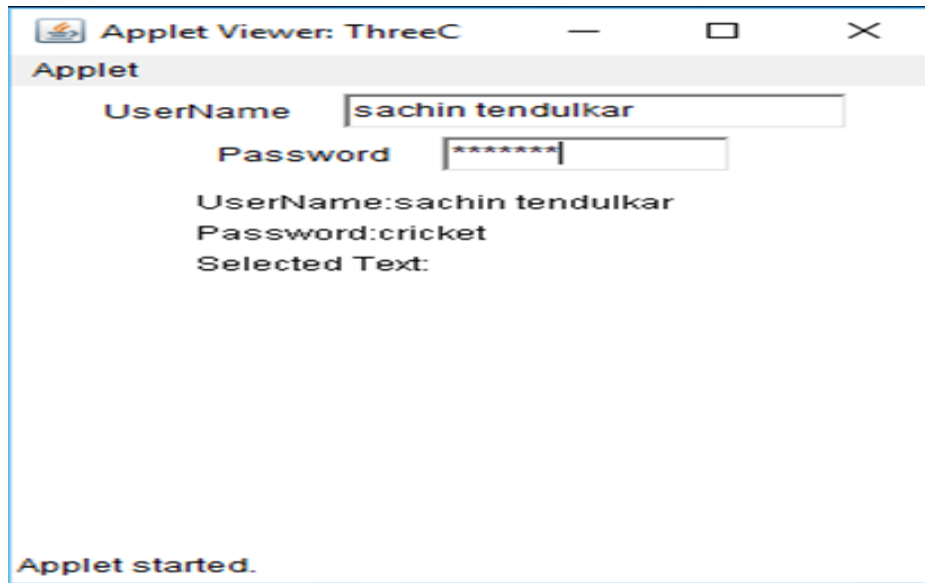 Applet Viewer: ThreeC
Applet
UserName sachin tendulkar
Password *******
UserName:sachin tendulkar
Password:cricket
Selected Text:
Applet started.